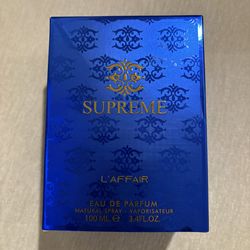 SUPREME
L'AFFAIR
EAU DE PARFUM
NATURAL SPRAY - VAPORISATEUR
100 ML ℮ 3.4FL.OZ.